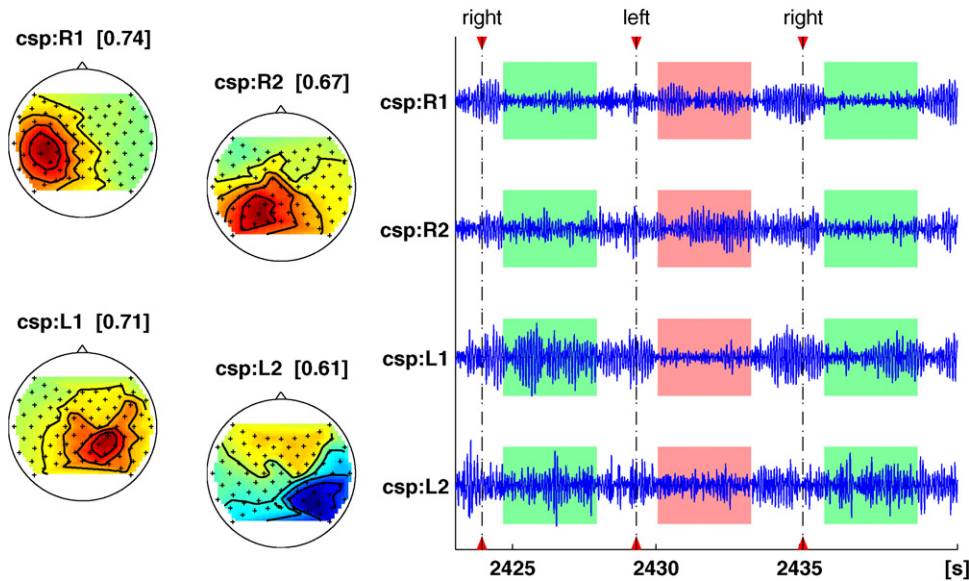 csp:R1 [0.74]
csp:R2 [0.67]
csp:L1 [0.71]
csp:L2 [0.61]
right left right
csp:R1
csp:R2
csp:L1
csp:L2
2425 2430 2435 [s]